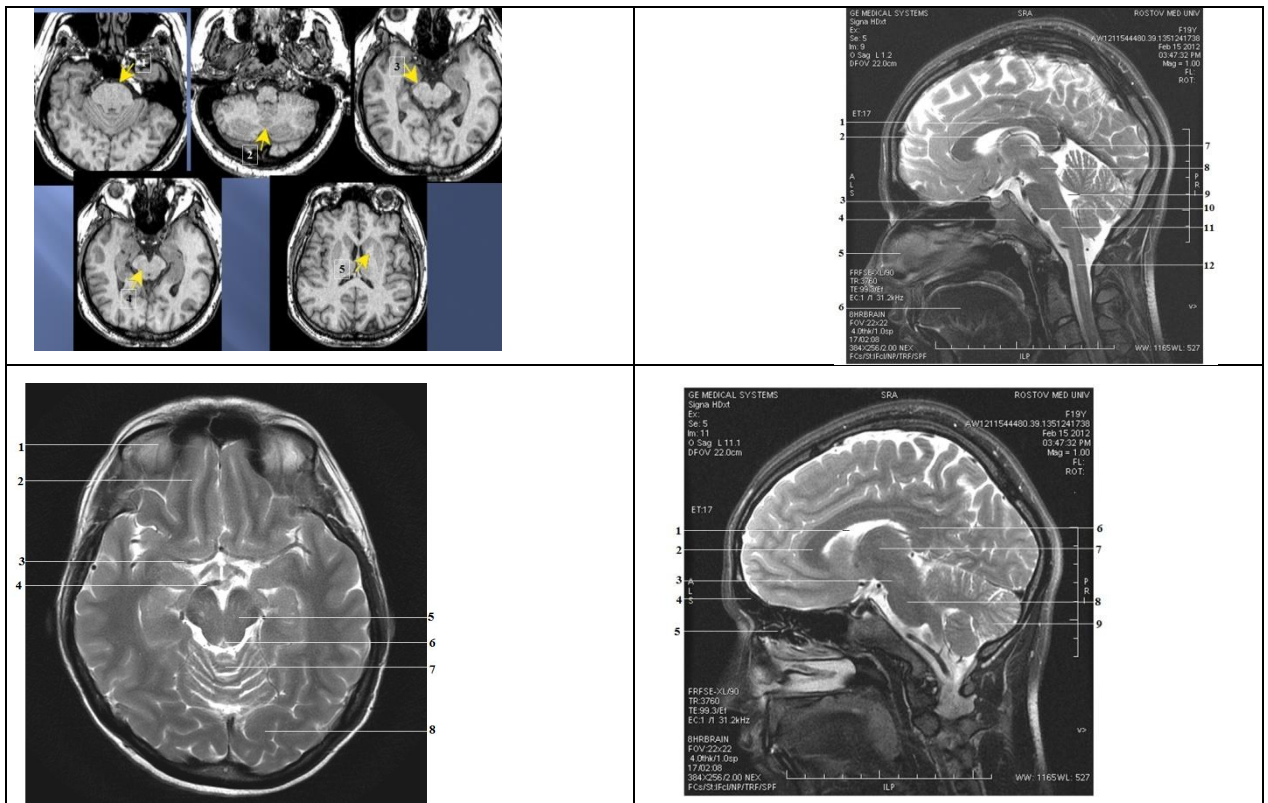 1
2
3
4
5
GE MEDICAL SYSTEMS
Signa HDxt
Ex:
Se: 5
Im: 9
O Sag L 1.2
DFOV 22.0cm
SRA
ROSTOV MED UNIV
F19Y
AW1211544480.39.1351241738
Feb 15 2012
03:47:32 PM
Mag = 1.00
FL:
ROT:
ET:17
1
2
A
L
S
3
4
5
6
7
8
P
R
I
9
10
11
12
FRFSE-XL/90
TR:3760
TE:99.3/Ef
EC:1 /1 31.2kHz
8HRBRAIN
FOV:22x22
4.0thk/1.0sp
17/02:08
384X256/2.00 NEX
FCs/St:IFcf/NP/TRF/SPF
ILP
V>
WW: 1165WL: 527
1
2
3
4
5
6
7
8
GE MEDICAL SYSTEMS
Signa HDxt
Ex:
Se: 5
Im: 11
O Sag L 11.1
DFOV 22.0cm
SRA
ROSTOV MED UNIV
F19Y
AW1211544480.39.1351241738
Feb 15 2012
03:47:32 PM
Mag = 1.00
FL:
ROT:
ET:17
1
2
3
A
L
S
4
5
6
7
P
R
I
8
9
FRFSE-XL/90
TR:3760
TE:99.3/Ef
EC:1 /1 31.2kHz
8HRBRAIN
FOV:22x22
4.0thk/1.0sp
17/02:08
384X256/2.00 NEX
FCs/St:IFcf/NP/TRF/SPF
ILP
V>
WW: 1165WL: 527